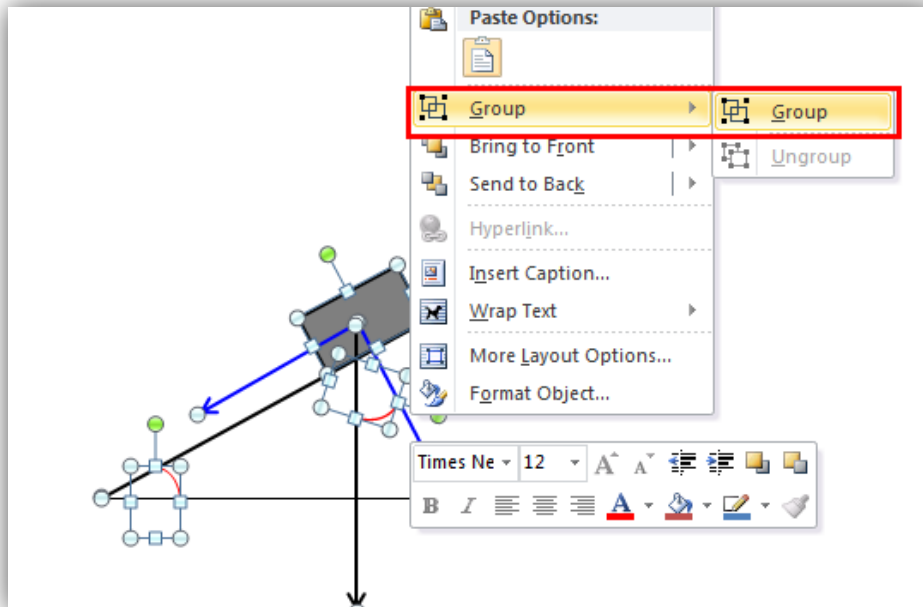 Paste Options:
Group
Group
Bring to Front
Ungroup
Send to Back
Hyperlink...
Insert Caption...
Wrap Text
More Layout Options...
Format Object...
Times Ne 12 A A
B I A